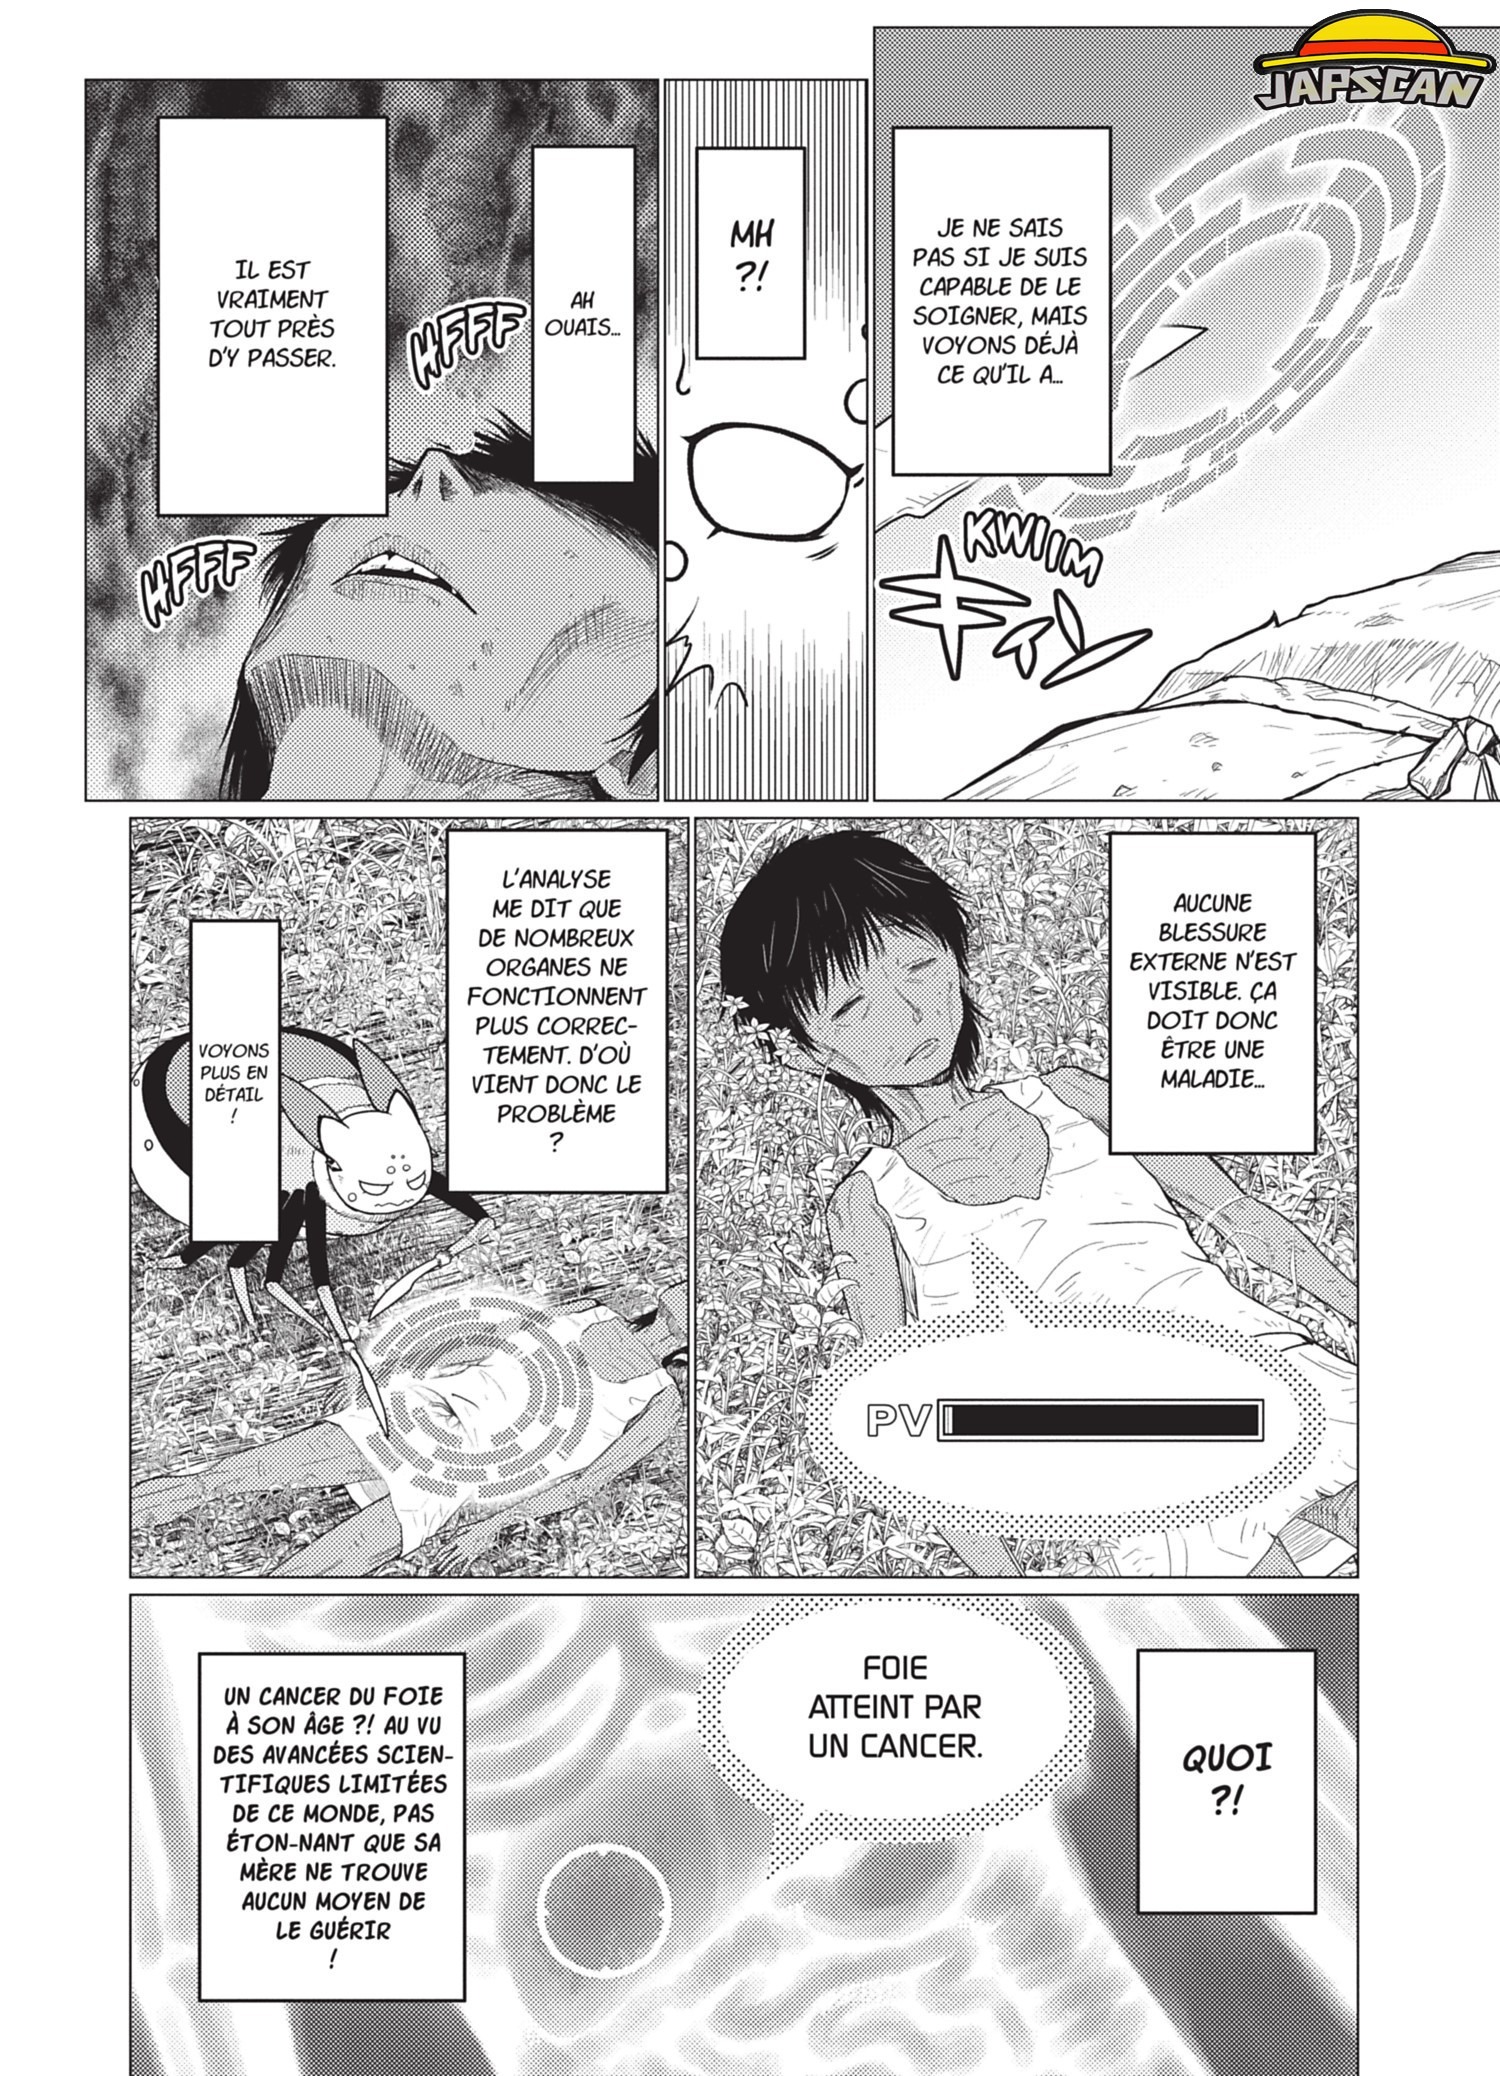 JAPSCAN
JE NE SAIS
PAS SI JE SUIS
CAPABLE DE LE
SOIGNER, MAIS
VOYONS DÉJÀ
CE QU'IL A...
KWIIM
キィン
MH
?!
AH
OUAIS...
HFFF
IL EST
VRAIMENT
TOUT PRÈS
D'Y PASSER.
HFFF
AUCUNE
BLESSURE
EXTERNE N'EST
VISIBLE. ÇA
DOIT DONC
ÊTRE UNE
MALADIE...
PV
L'ANALYSE
ME DIT QUE
DE NOMBREUX
ORGANES NE
FONCTIONNENT
PLUS CORREC-
TEMENT. D'OÙ
VIENT DONC LE
PROBLÈME
?
VOYONS
PLUS EN
DÉTAIL
!
QUOI
?!
FOIE
ATTEINT PAR
UN CANCER.
UN CANCER DU FOIE
À SON ÂGE ?! AU VU
DES AVANCÉES SCIEN-
TIFIQUES LIMITÉES
DE CE MONDE, PAS
ÉTON-NANT QUE SA
MÈRE NE TROUVE
AUCUN MOYEN DE
LE GUÉRIR
!